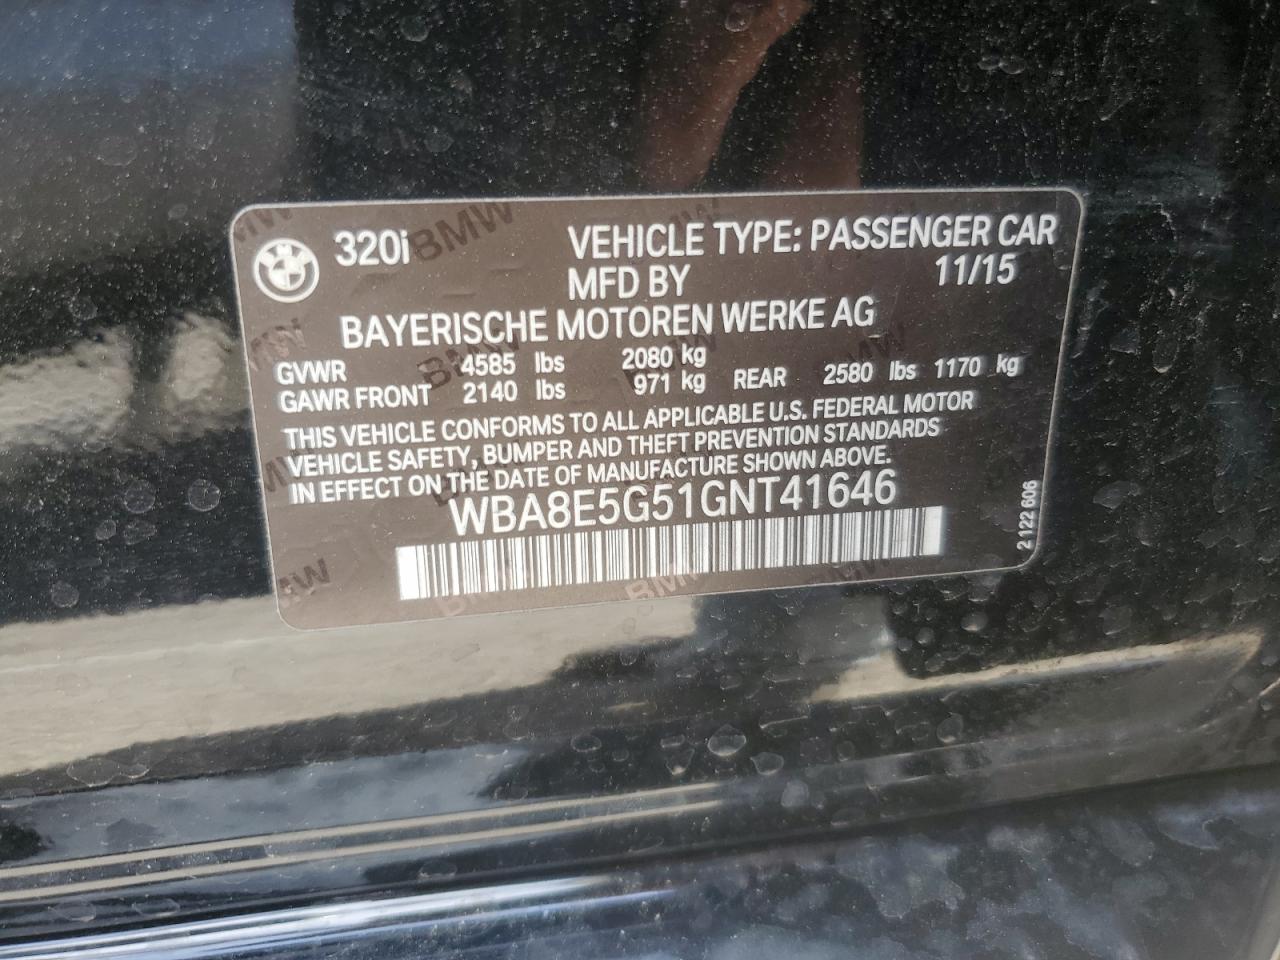 320i VEHICLE TYPE: PASSENGER CAR
MFD BY 11/15
BAYERISCHE MOTOREN WERKE AG
GVWR 4585 lbs 2080 kg
GAWR FRONT 2140 lbs 971 kg REAR 2580 lbs 1170 kg
THIS VEHICLE CONFORMS TO ALL APPLICABLE U.S. FEDERAL MOTOR
VEHICLE SAFETY, BUMPER AND THEFT PREVENTION STANDARDS
IN EFFECT ON THE DATE OF MANUFACTURE SHOWN ABOVE.
WBA8E5G51GNT41646
2 122 606